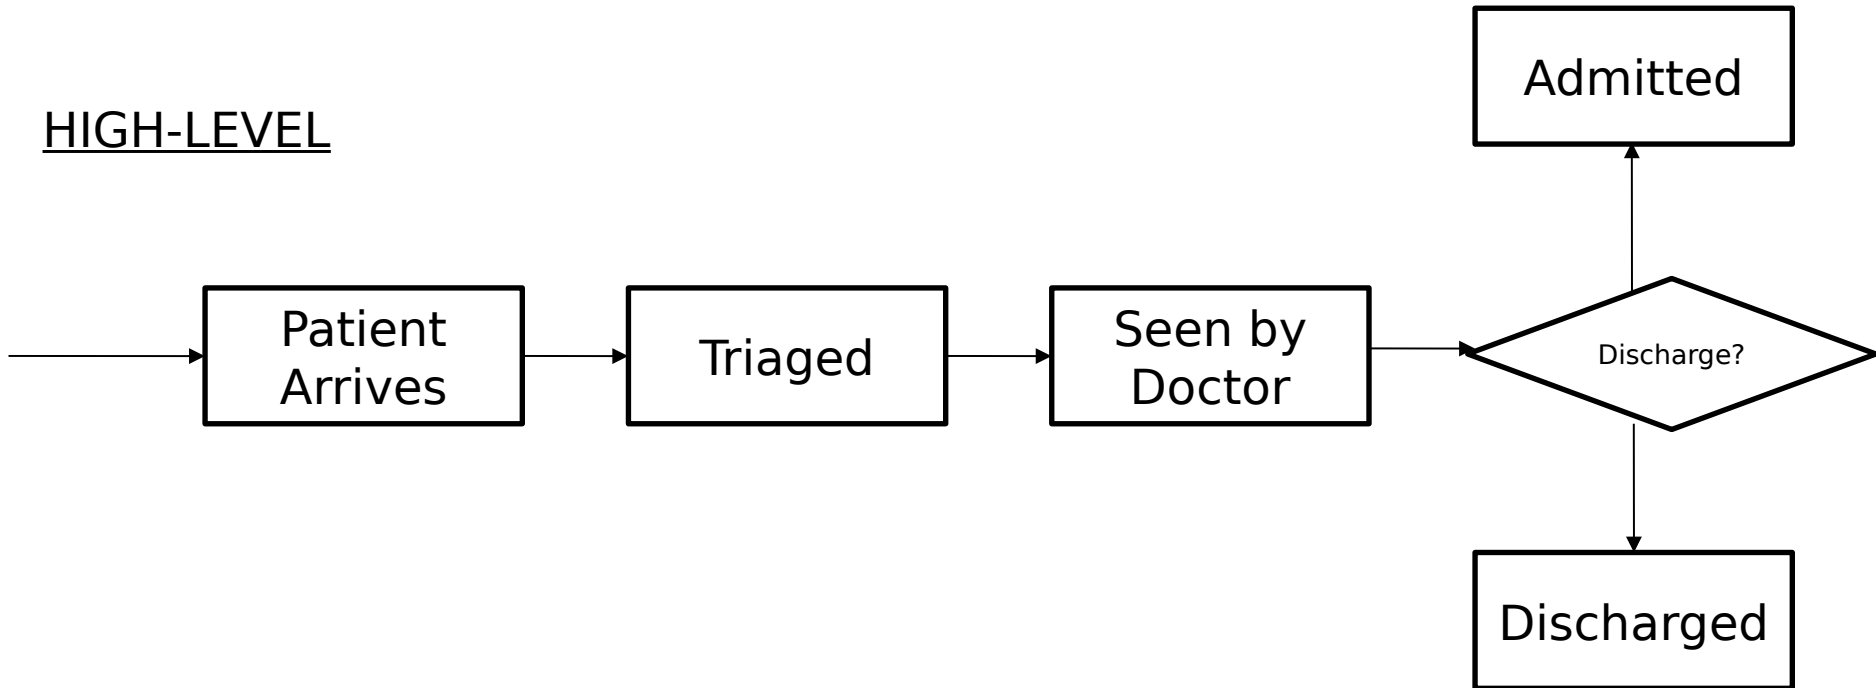 Admitted
HIGH-LEVEL
Patient
Arrives
Triaged
Seen by
Doctor
Discharge?
Discharged